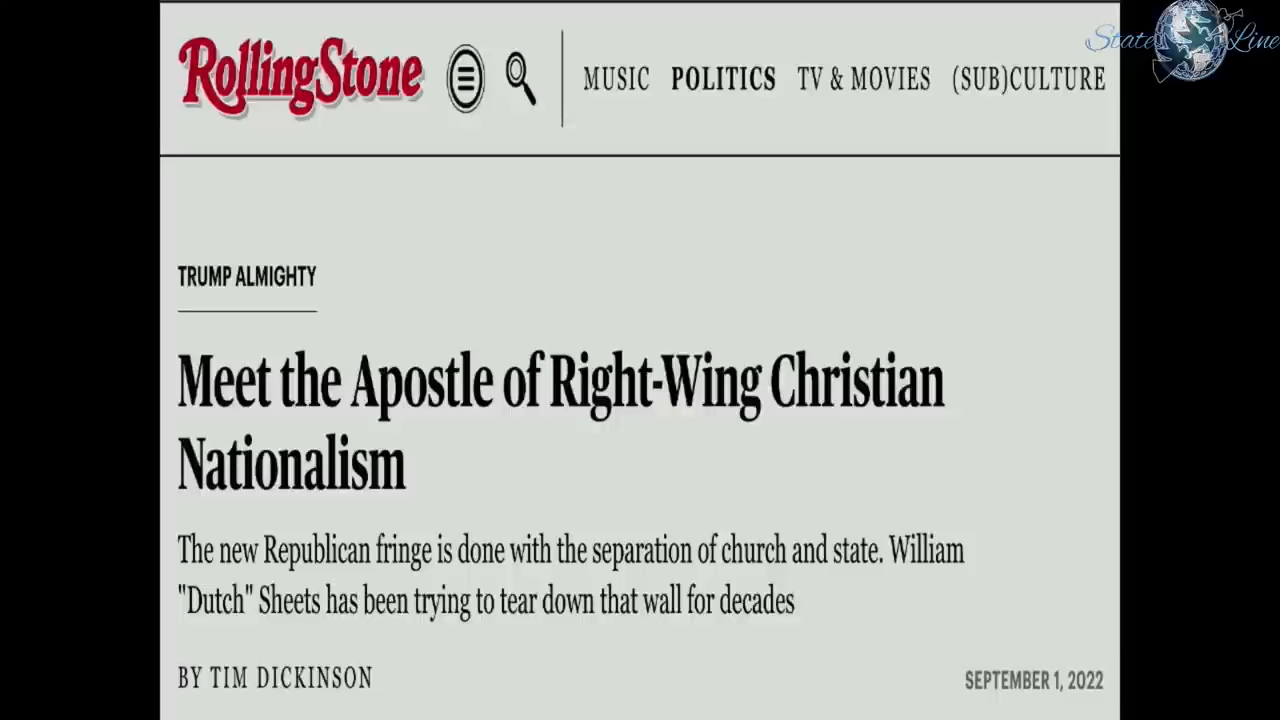 RollingStone
MUSIC POLITICS TV & MOVIES (SUB)CULTURE
State Line
TRUMP ALMIGHTY
Meet the Apostle of Right-Wing Christian
Nationalism
The new Republican fringe is done with the separation of church and state. William
"Dutch" Sheets has been trying to tear down that wall for decades
BY TIM DICKINSON
SEPTEMBER 1, 2022